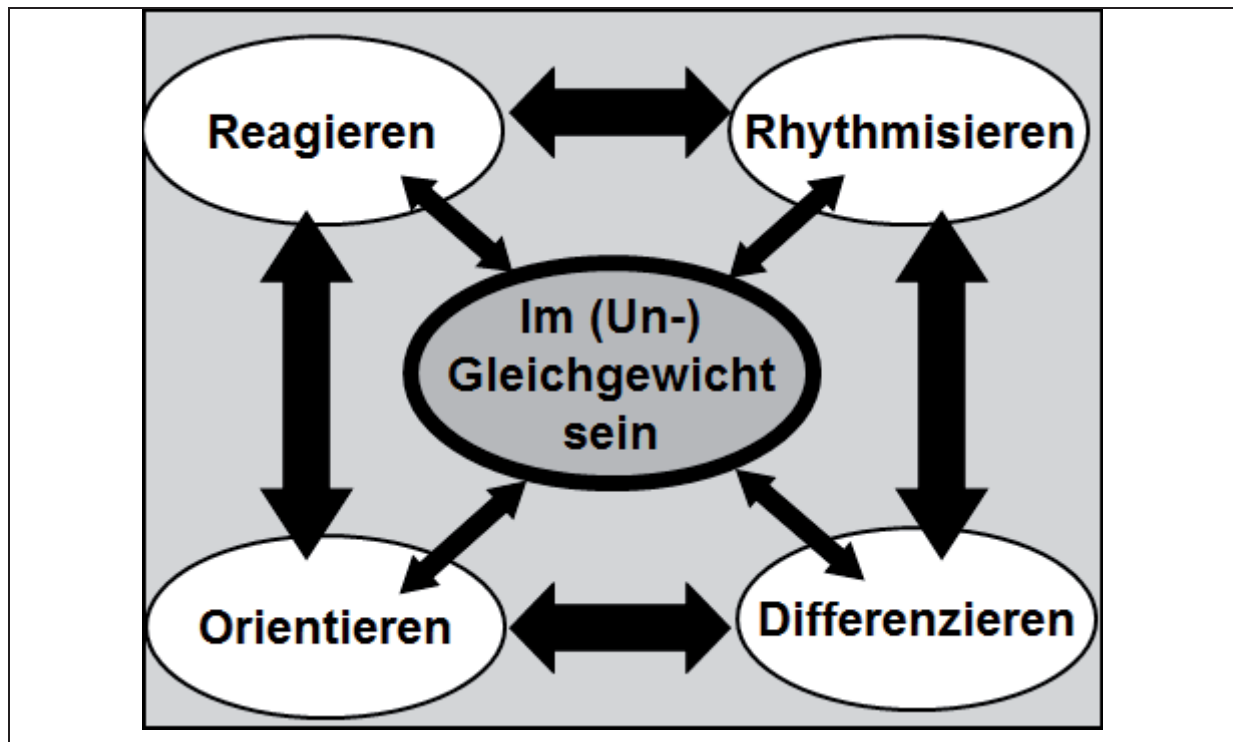 Reagieren
Rhythmisieren
Im (Un-)
Gleichgewicht
sein
Orientieren
Differenzieren